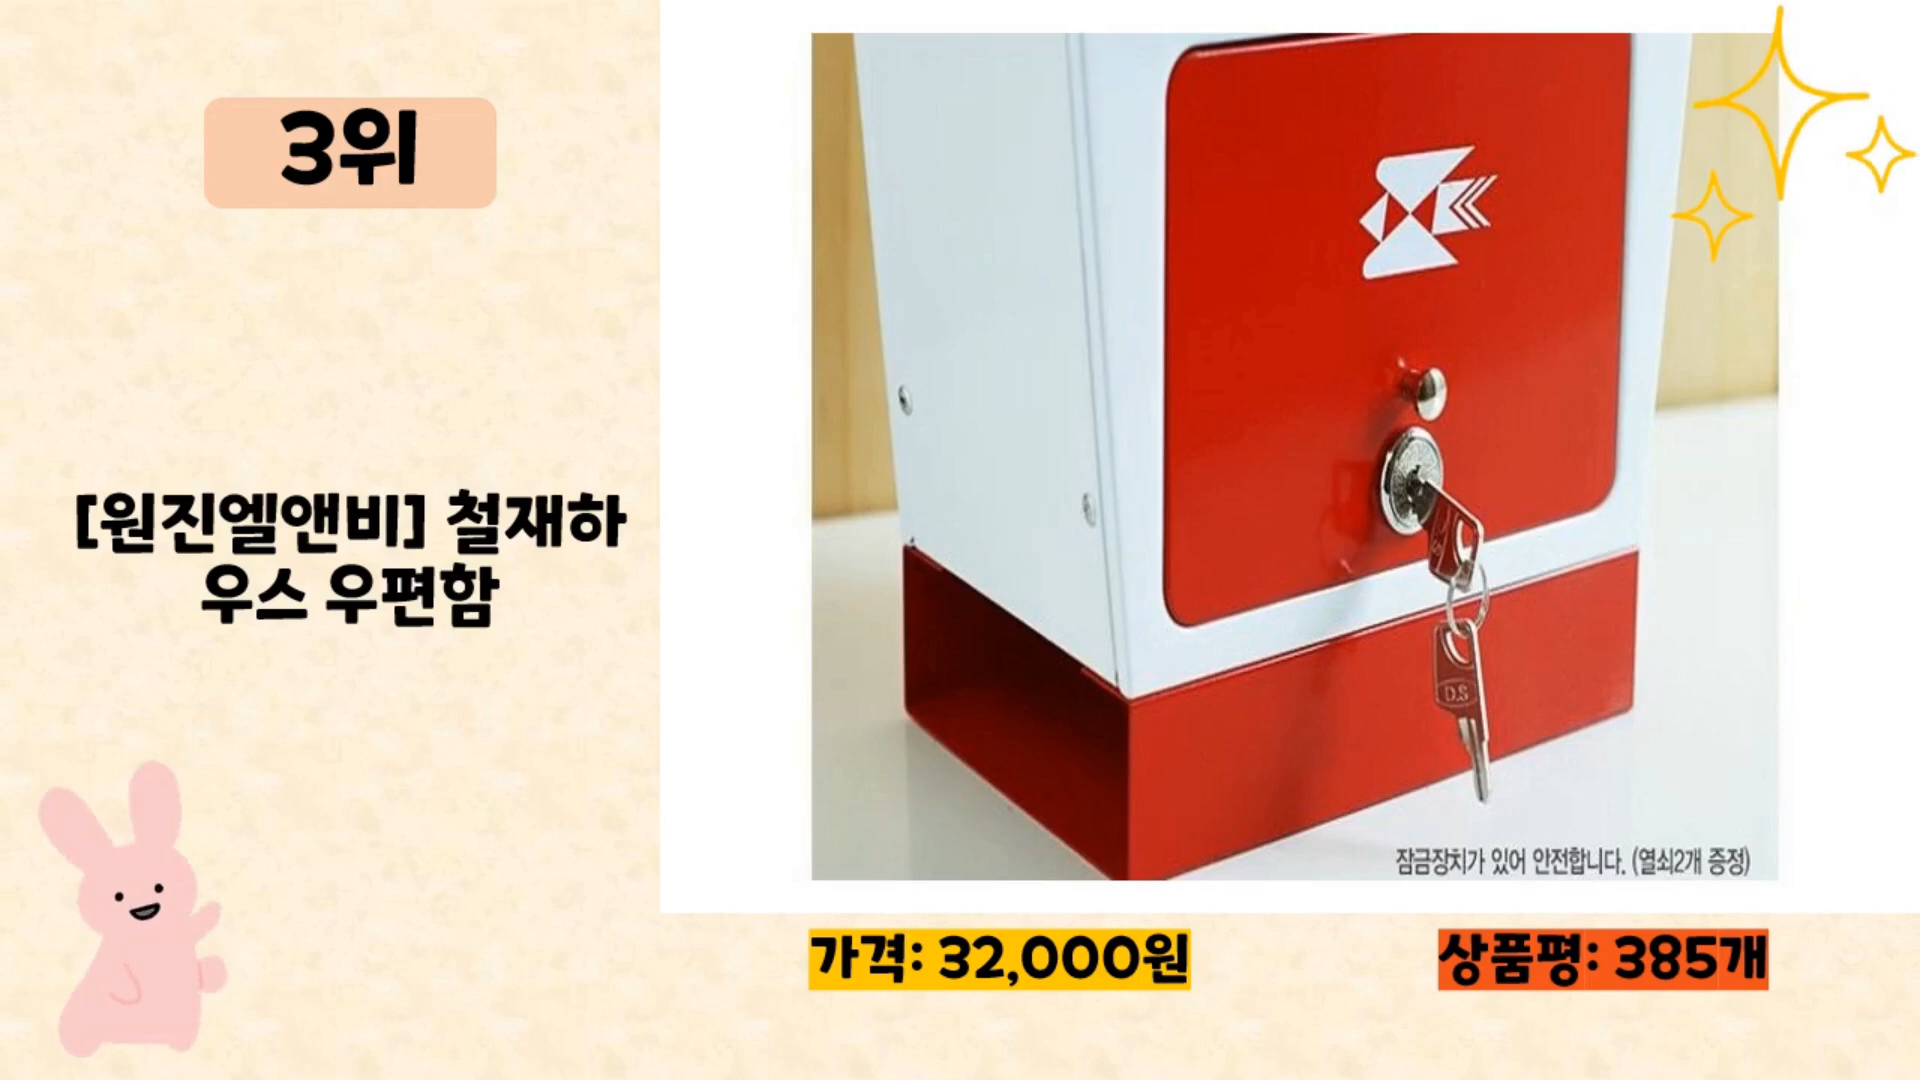 3위
[원진엘앤비] 철재하
우스 우편함
D.S
잠금장치가 있어 안전합니다. (열쇠2개 증정)
가격: 32,000원
상품평: 385개